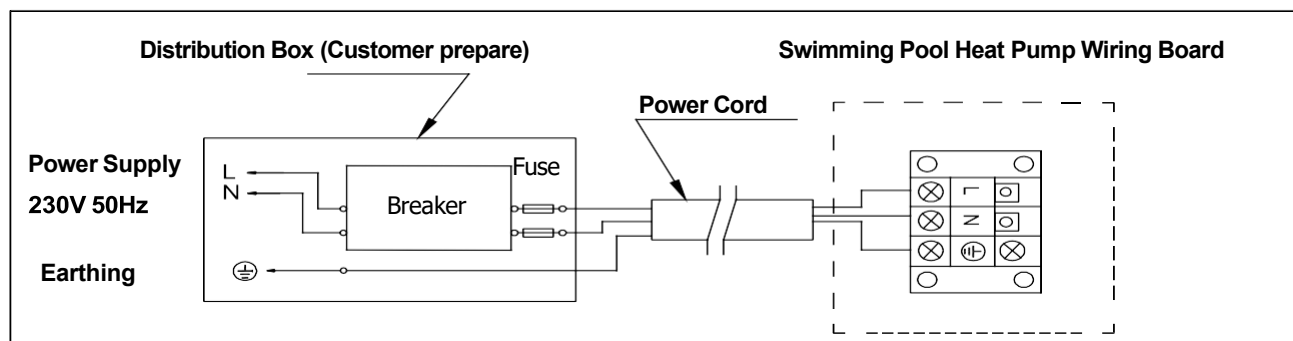 Distribution Box (Customer prepare)
Swimming Pool Heat Pump Wiring Board
Power Cord
Power Supply
230V 50Hz
Earthing
L
N
Breaker
Fuse
L
N